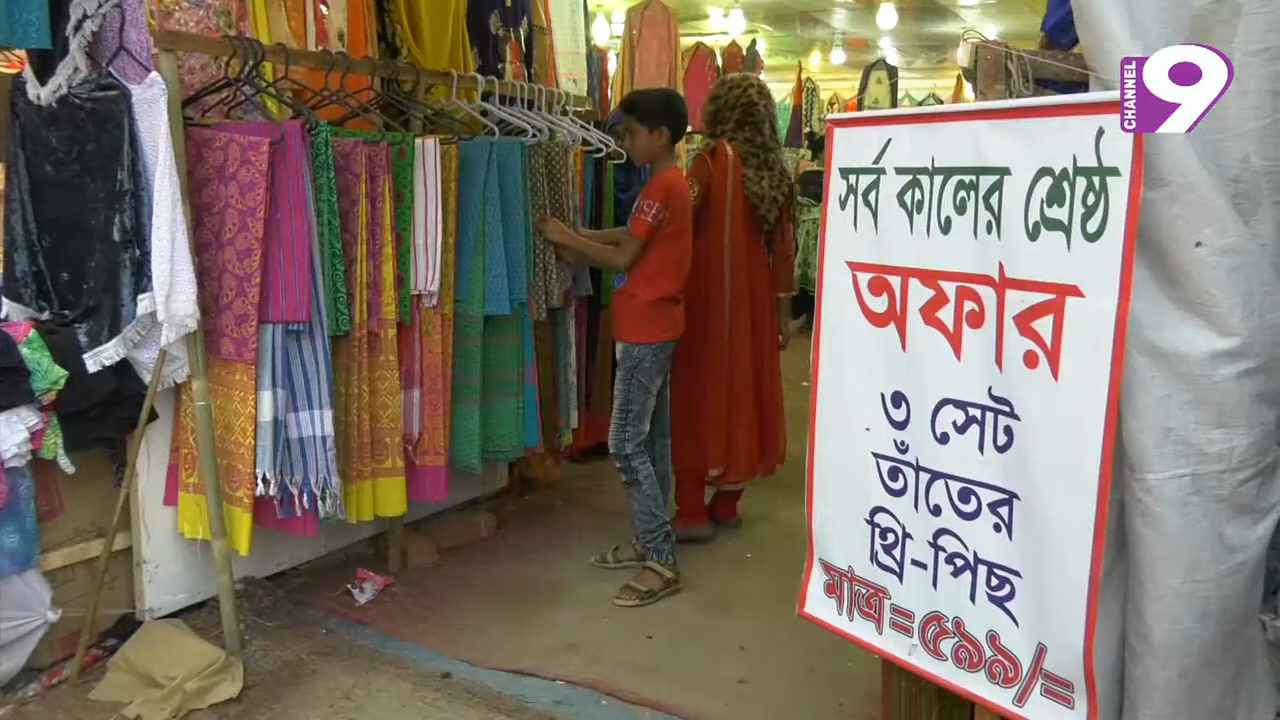 CHANNEL 9
সর্ব কালের শ্রেষ্ঠ
অফার
৩ সেট
তাঁতের
থ্রি-পিছ
মাত্র=৫৯৯/=